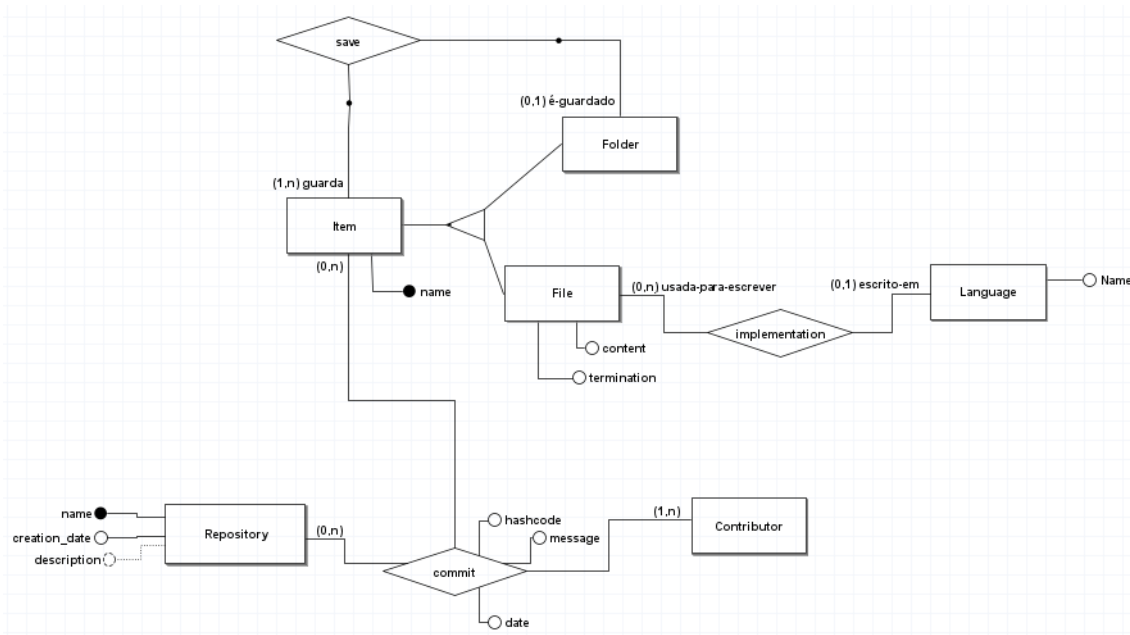 save
(0,1) é-guardado
Folder
(1,n) guarda
Item
(0,n)
name
File
(0,n) usada-para-escrever
(0,1) escrito-em
Language
Name
implementation
content
termination
name
creation_date
description
Repository
(0,n)
hashcode
message
commit
date
(1,n)
Contributor